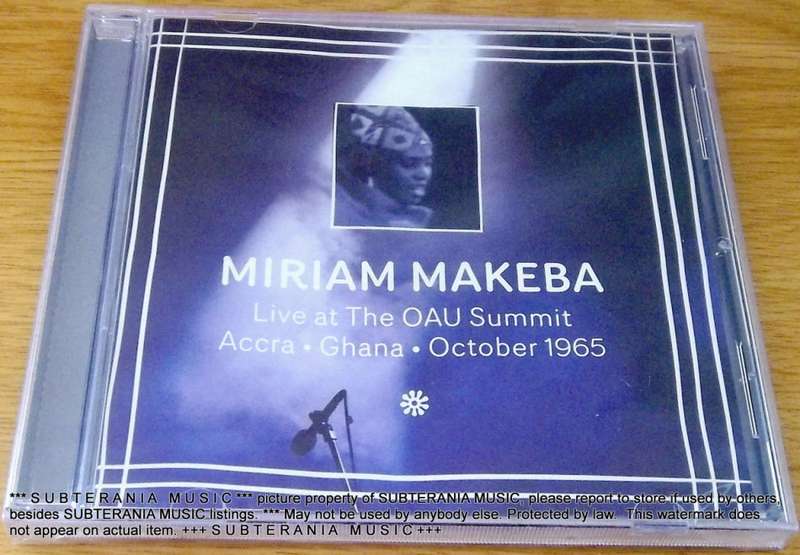 MIRIAM MAKEBA
Live at The OAU Summit
Accra • Ghana • October 1965
*** S U B T E R A N I A   M U S I C *** picture property of SUBTERANIA MUSIC, please report to store if used by others,
besides SUBTERANIA MUSIC listings. *** May not be used by anybody else. Protected by law   This watermark does
not appear on actual item. +++ S U B T E R A N I A   M U S I C +++